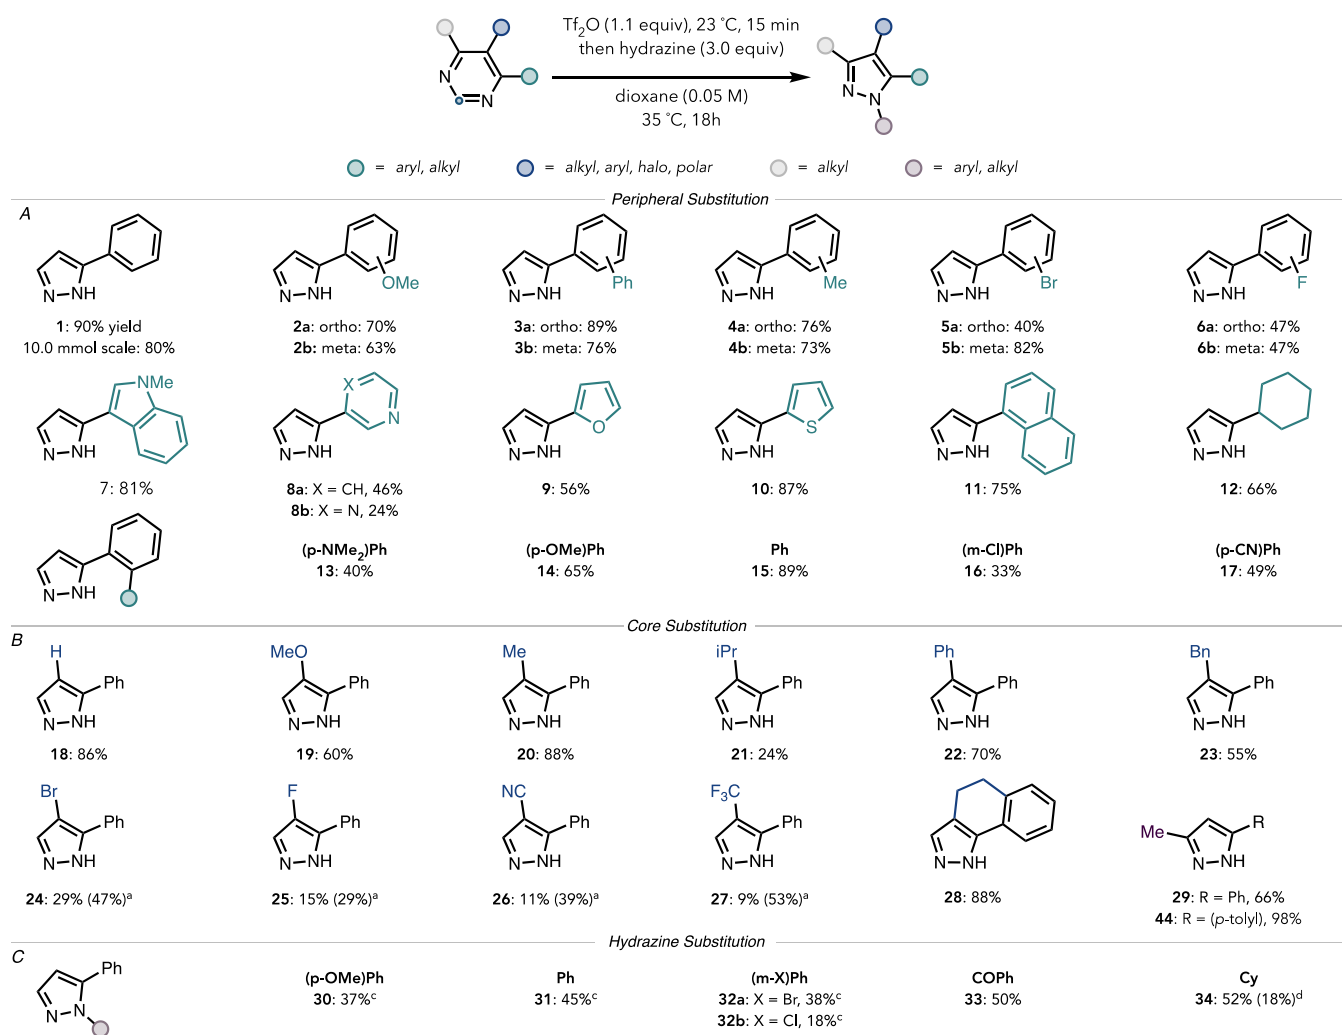 Tf2O (1.1 equiv), 23 ˚C, 15 min
then hydrazine (3.0 equiv)
dioxane (0.05 M)
35 ˚C, 18h
N
N
N
N
= aryl, alkyl
= alkyl, aryl, halo, polar
= alkyl
= aryl, alkyl
Peripheral Substitution
A
N NH
N NH OMe
N NH Ph
N NH Me
N NH Br
N NH F
1: 90% yield
10.0 mmol scale: 80%
2a: ortho: 70%
2b: meta: 63%
3a: ortho: 89%
3b: meta: 76%
4a: ortho: 76%
4b: meta: 73%
5a: ortho: 40%
5b: meta: 82%
6a: ortho: 47%
6b: meta: 47%
NMe
N NH
X
N
N NH
O
N NH
S
N NH
N NH
N NH
7: 81%
8a: X = CH, 46%
8b: X = N, 24%
9: 56%
10: 87%
11: 75%
12: 66%
N NH
(p-NMe2)Ph
13: 40%
(p-OMe)Ph
14: 65%
Ph
15: 89%
(m-Cl)Ph
16: 33%
(p-CN)Ph
17: 49%
Core Substitution
B
H
Ph
N NH
MeO
Ph
N NH
Me
Ph
N NH
iPr
Ph
N NH
Ph
Ph
N NH
Bn
Ph
N NH
18: 86%
19: 60%
20: 88%
21: 24%
22: 70%
23: 55%
Br
Ph
N NH
F
Ph
N NH
NC
Ph
N NH
F3C
Ph
N NH
N NH
Me
R
N NH
24: 29% (47%)a
25: 15% (29%)a
26: 11% (39%)a
27: 9% (53%)a
28: 88%
29: R = Ph, 66%
44: R = (p-tolyl), 98%
Hydrazine Substitution
C
Ph
N N
(p-OMe)Ph
30: 37%c
Ph
31: 45%c
(m-X)Ph
32a: X = Br, 38%c
32b: X = Cl, 18%c
COPh
33: 50%
Cy
34: 52% (18%)d